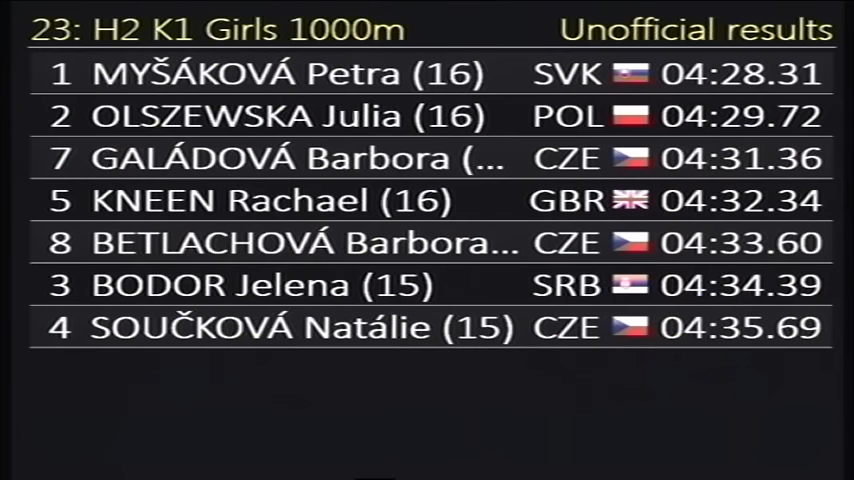 23: H2 K1 Girls 1000m Unofficial results
1 MYŠÁKOVÁ Petra (16) SVK 04:28.31
2 OLSZEWSKA Julia (16) POL 04:29.72
7 GALÁDOVÁ Barbora (... CZE 04:31.36
5 KNEEN Rachael (16) GBR 04:32.34
8 BETLACHOVÁ Barbora... CZE 04:33.60
3 BODOR Jelena (15) SRB 04:34.39
4 SOUČKOVÁ Natálie (15) CZE 04:35.69